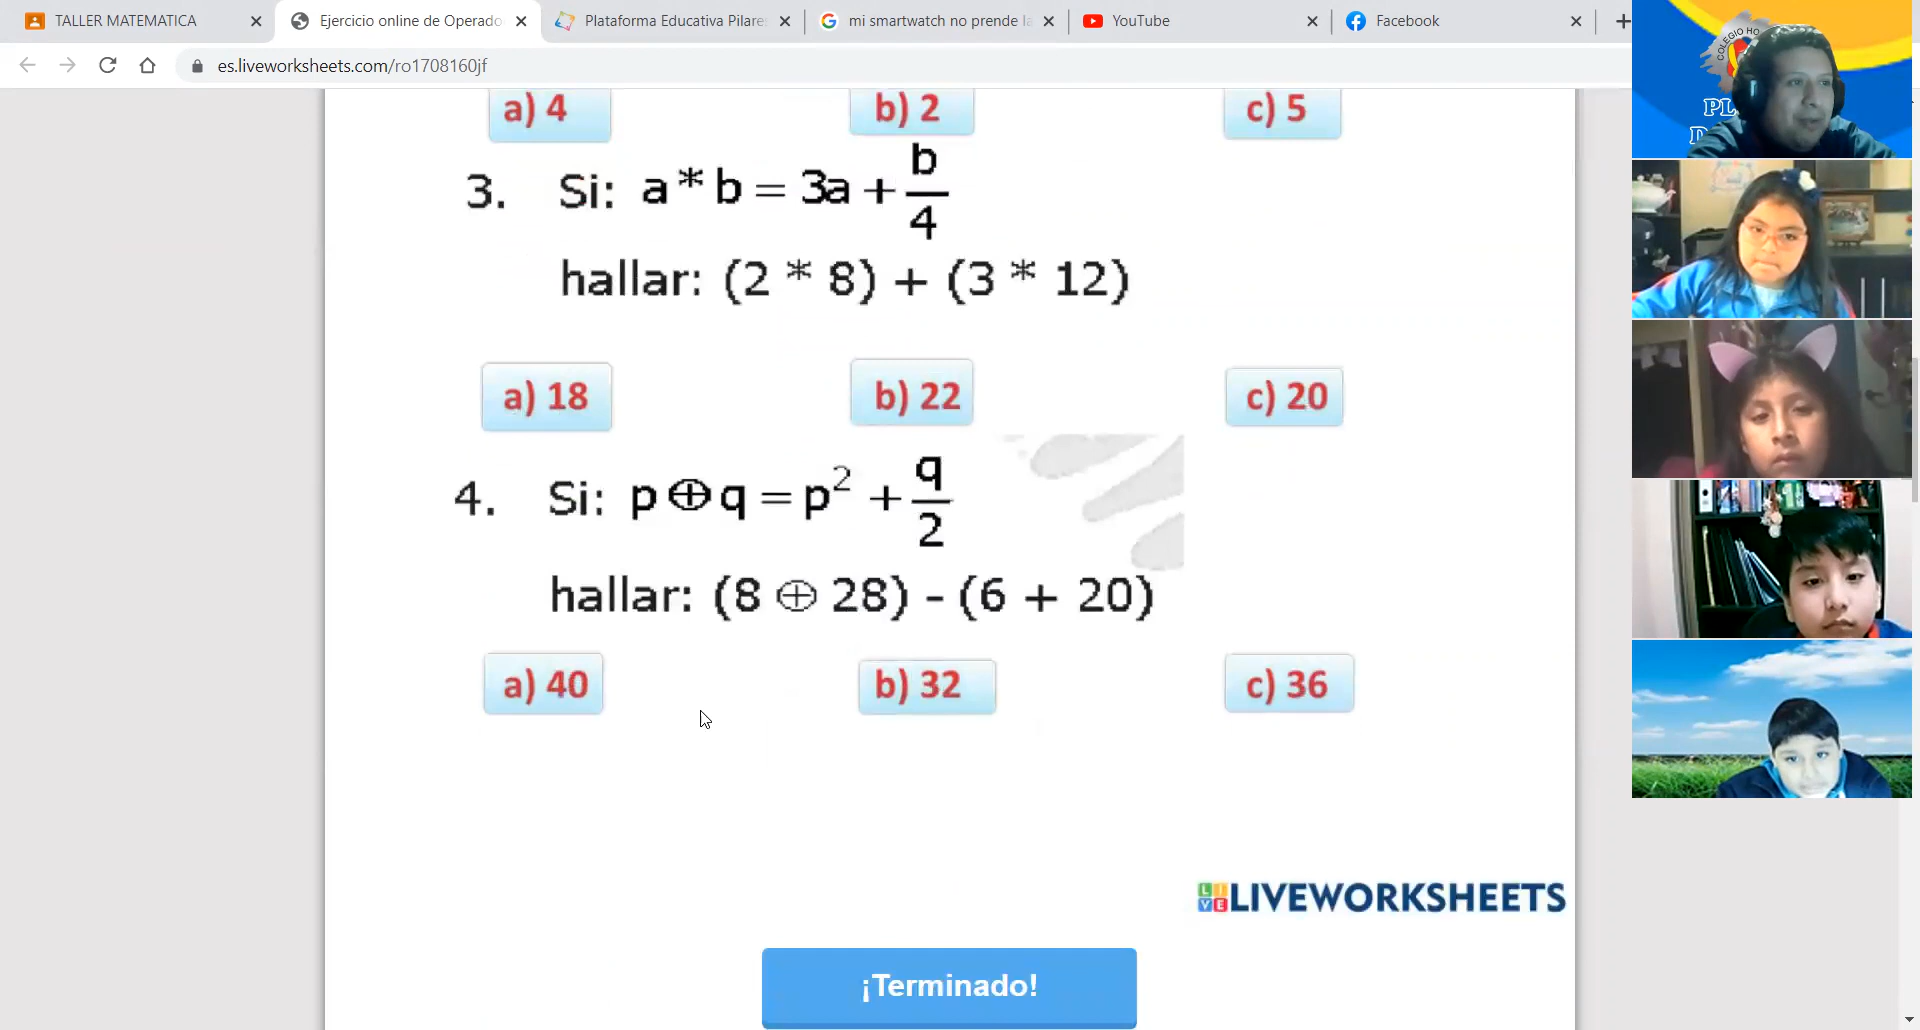 TALLER MATEMATICA
Ejercicio online de Operado
Plataforma Educativa Pilares
mi smartwatch no prende la
YouTube
Facebook
es.liveworksheets.com/ro1708160jf
a) 4
b) 2
c) 5
3. Si: a * b = 3a + b/4
hallar: (2 * 8) + (3 * 12)
a) 18
b) 22
c) 20
4. Si: p ⊕ q = p² + q/2
hallar: (8 ⊕ 28) - (6 + 20)
a) 40
b) 32
c) 36
LIVE LIVEWORKSHEETS
¡Terminado!